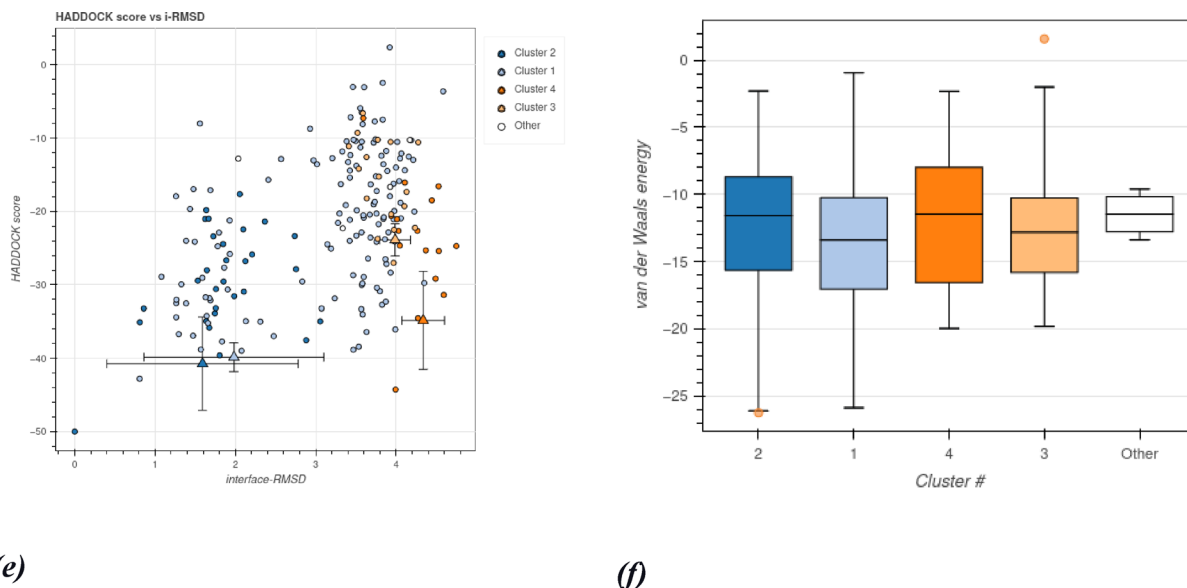 HADDOCK score vs i-RMSD
HADDOCK score
0
−10
−20
−30
−40
−50
0
1
2
3
4
interface-RMSD
Cluster 2
Cluster 1
Cluster 4
Cluster 3
Other
(e)
van der Waals energy
0
−5
−10
−15
−20
−25
2
1
4
3
Other
Cluster #
(f)